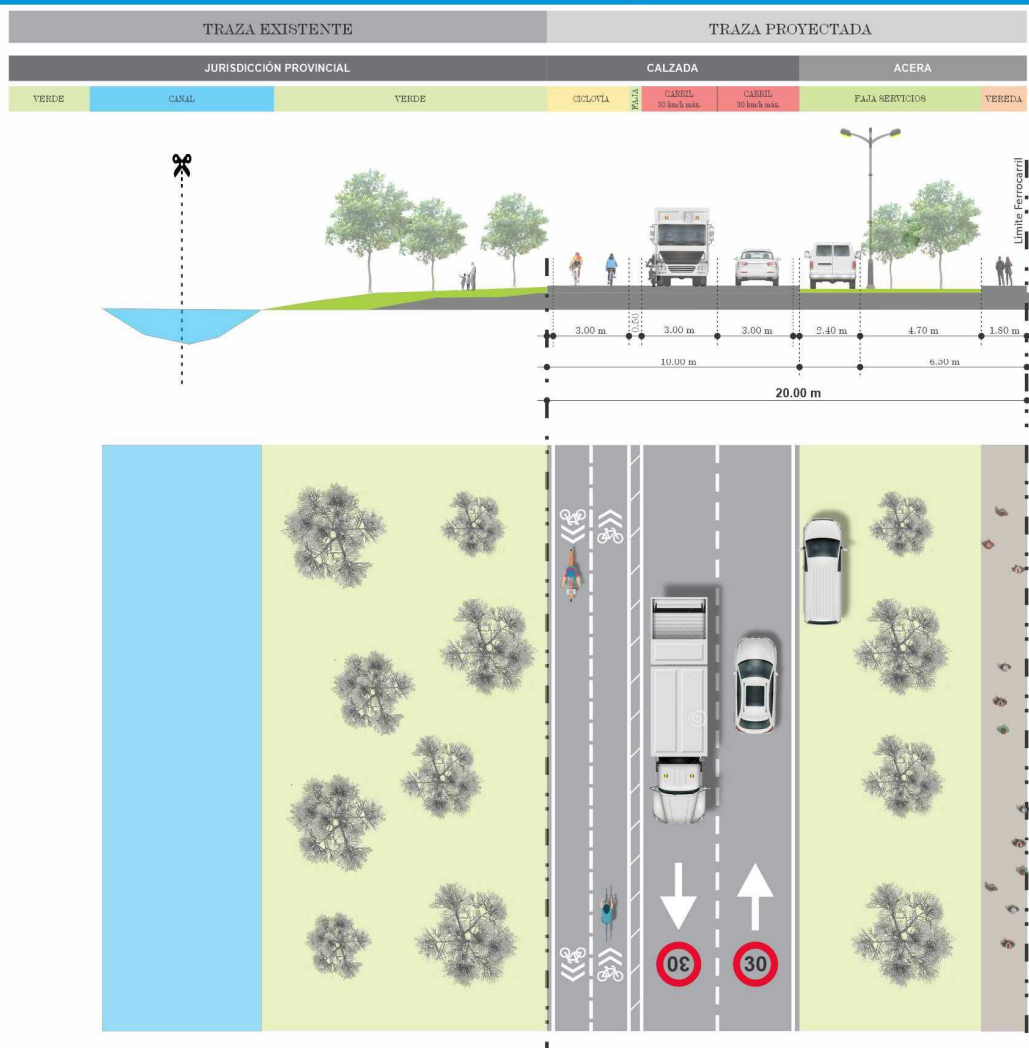 TRAZA EXISTENTE
TRAZA PROYECTADA
JURISDICCIÓN PROVINCIAL
CALZADA
ACERA
VERDE
CANAL
VERDE
CICLOVÍA
FAJA
CARRIL
30 km/h máx.
CARRIL
30 km/h máx.
FAJA SERVICIOS
VEREDA
Límite Ferrocarril
3.00 m
0.50
3.00 m
3.00 m
2.40 m
4.70 m
1.80 m
10.00 m
6.50 m
20.00 m
30
30